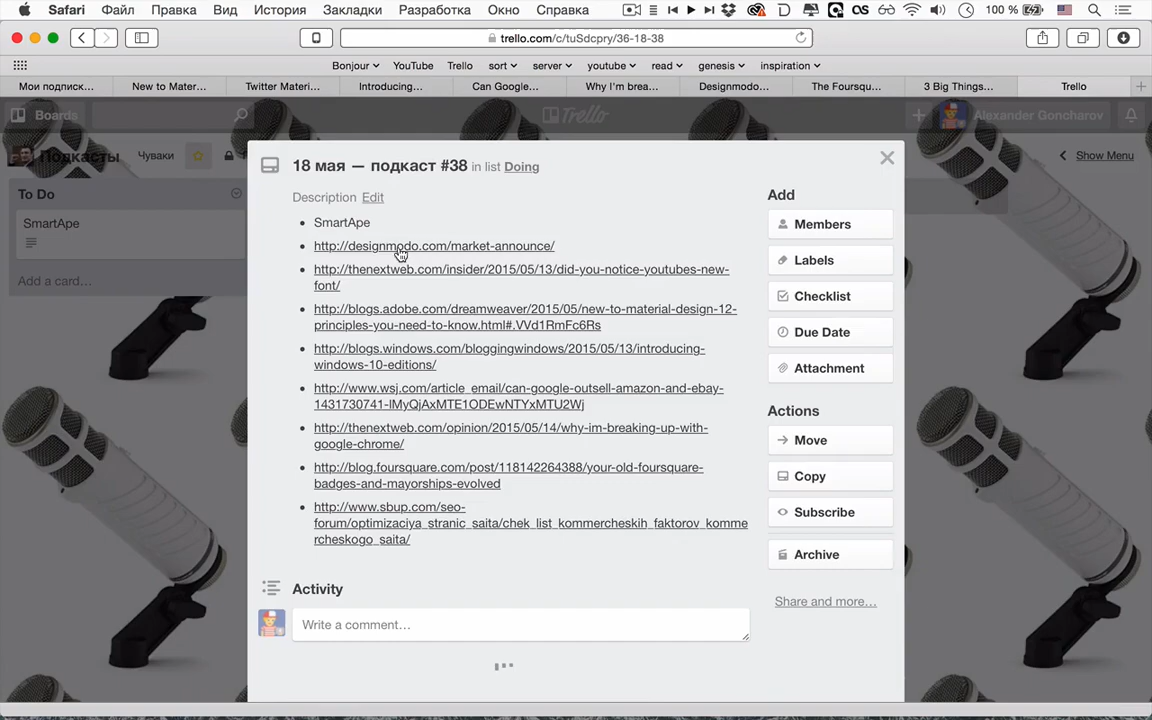 Safari Файл Правка Вид История Закладки Разработка Окно Справка OS 100 %
trello.com/c/tuSdcpry/36-18-38
Bonjour YouTube Trello sort server youtube read genesis inspiration
Мои подписк... New to Mater... Twitter Materi... Introducing... Can Google... Why I'm brea... Designmodo... The Foursqu... 3 Big Things... Trello
Boards Trello Alexander Goncharov
Подкасты Чуваки Show Menu
To Do
SmartApe
Add a card...
18 мая — подкаст #38 in list Doing
Description Edit
• SmartApe
• http://designmodo.com/market-announce/
• http://thenextweb.com/insider/2015/05/13/did-you-notice-youtubes-new-
font/
• http://blogs.adobe.com/dreamweaver/2015/05/new-to-material-design-12-
principles-you-need-to-know.html#.VVd1RmFc6Rs
• http://blogs.windows.com/bloggingwindows/2015/05/13/introducing-
windows-10-editions/
• http://www.wsj.com/article_email/can-google-outsell-amazon-and-ebay-
1431730741-lMyQjAxMTE1ODEwNTYxMTU2Wj
• http://thenextweb.com/opinion/2015/05/14/why-im-breaking-up-with-
google-chrome/
• http://blog.foursquare.com/post/118142264388/your-old-foursquare-
badges-and-mayorships-evolved
• http://www.sbup.com/seo-
forum/optimizaciya_stranic_saita/chek_list_kommercheskih_faktorov_komme
rcheskogo_saita/
Activity
Write a comment...
Add
Members
Labels
Checklist
Due Date
Attachment
Actions
Move
Copy
Subscribe
Archive
Share and more...